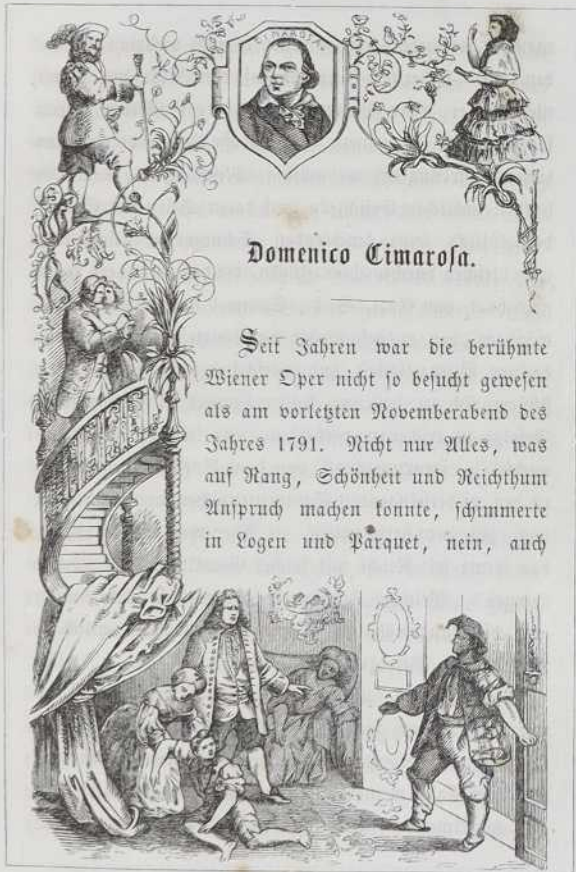 CIMAROSA.
Domenico Cimarosa.
Seit Jahren war die berühmte
Wiener Oper nicht so besucht gewesen
als am vorletzten Novemberabend des
Jahres 1791. Nicht nur Alles, was
auf Rang, Schönheit und Reichthum
Anspruch machen konnte, schimmerte
in Logen und Parquet, nein, auch